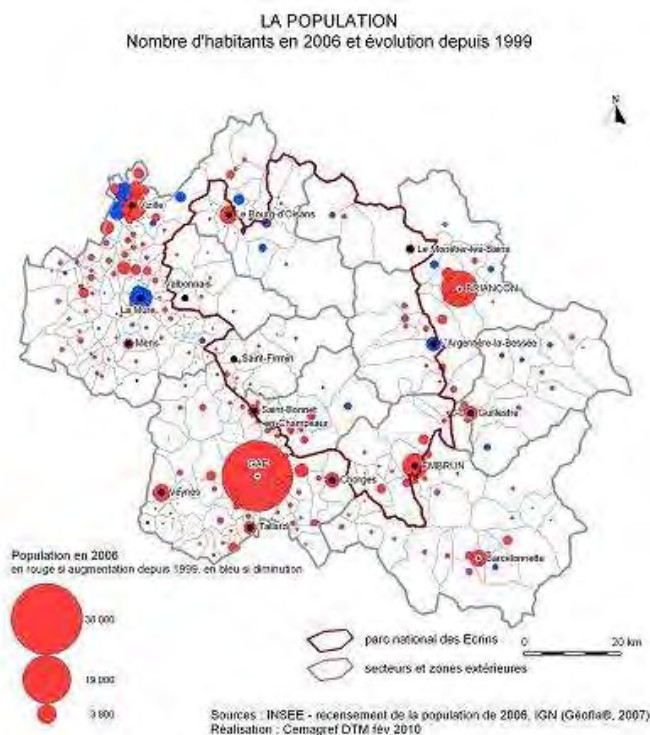 LA POPULATION
Nombre d'habitants en 2006 et évolution depuis 1999
N
Vizille
Le Bourg-d'Oisans
Le Monêtier-les-Bains
BRIANÇON
Valbonnais
La Mure
L'Argentière-la-Bessée
Mens
Saint-Firmin
Saint-Bonnet
en-Champsaur
Guillestre
GAP
EMBRUN
Chorges
Veynes
Tallard
Barcelonnette
Population en 2006
en rouge si augmentation depuis 1999, en bleu si diminution
38 000
19 000
3 800
parc national des Ecrins
secteurs et zones extérieures
0 20 km
Sources : INSEE - recensement de la population de 2006, IGN (Géofla®, 2007)
Réalisation : Cemagref DTM fév 2010